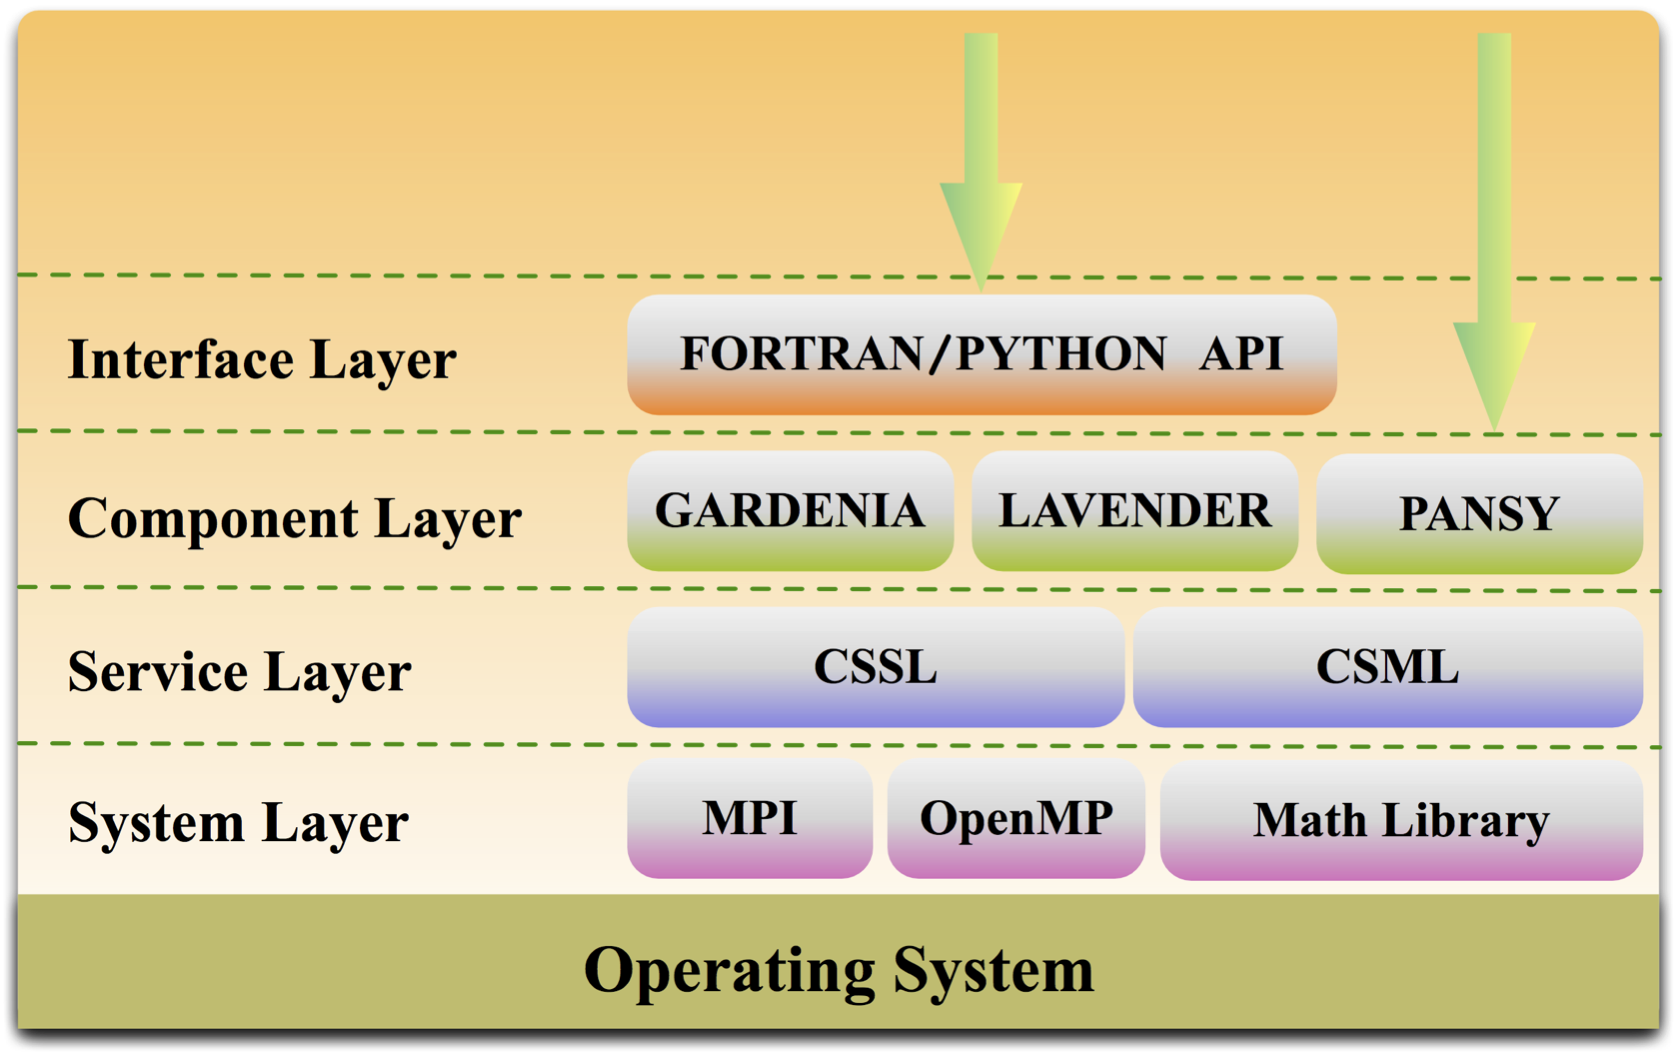 Interface Layer
FORTRAN/PYTHON API
Component Layer
GARDENIA
LAVENDER
PANSY
Service Layer
CSSL
CSML
System Layer
MPI
OpenMP
Math Library
Operating System